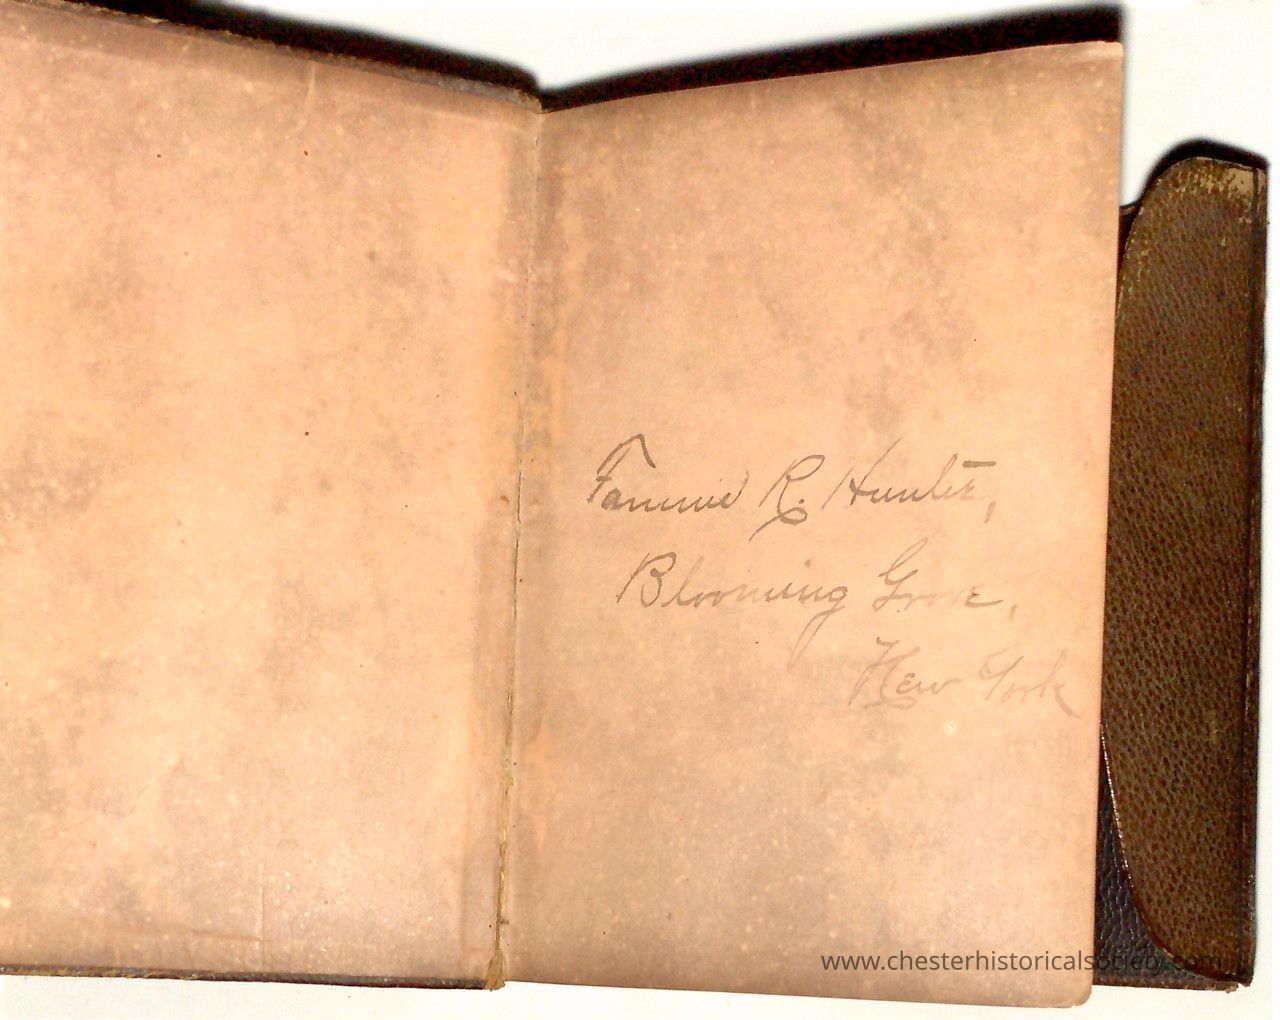 Fannie R. Hunter,
Blooming Grove,
New York
www.chesterhistoricalsociety.com